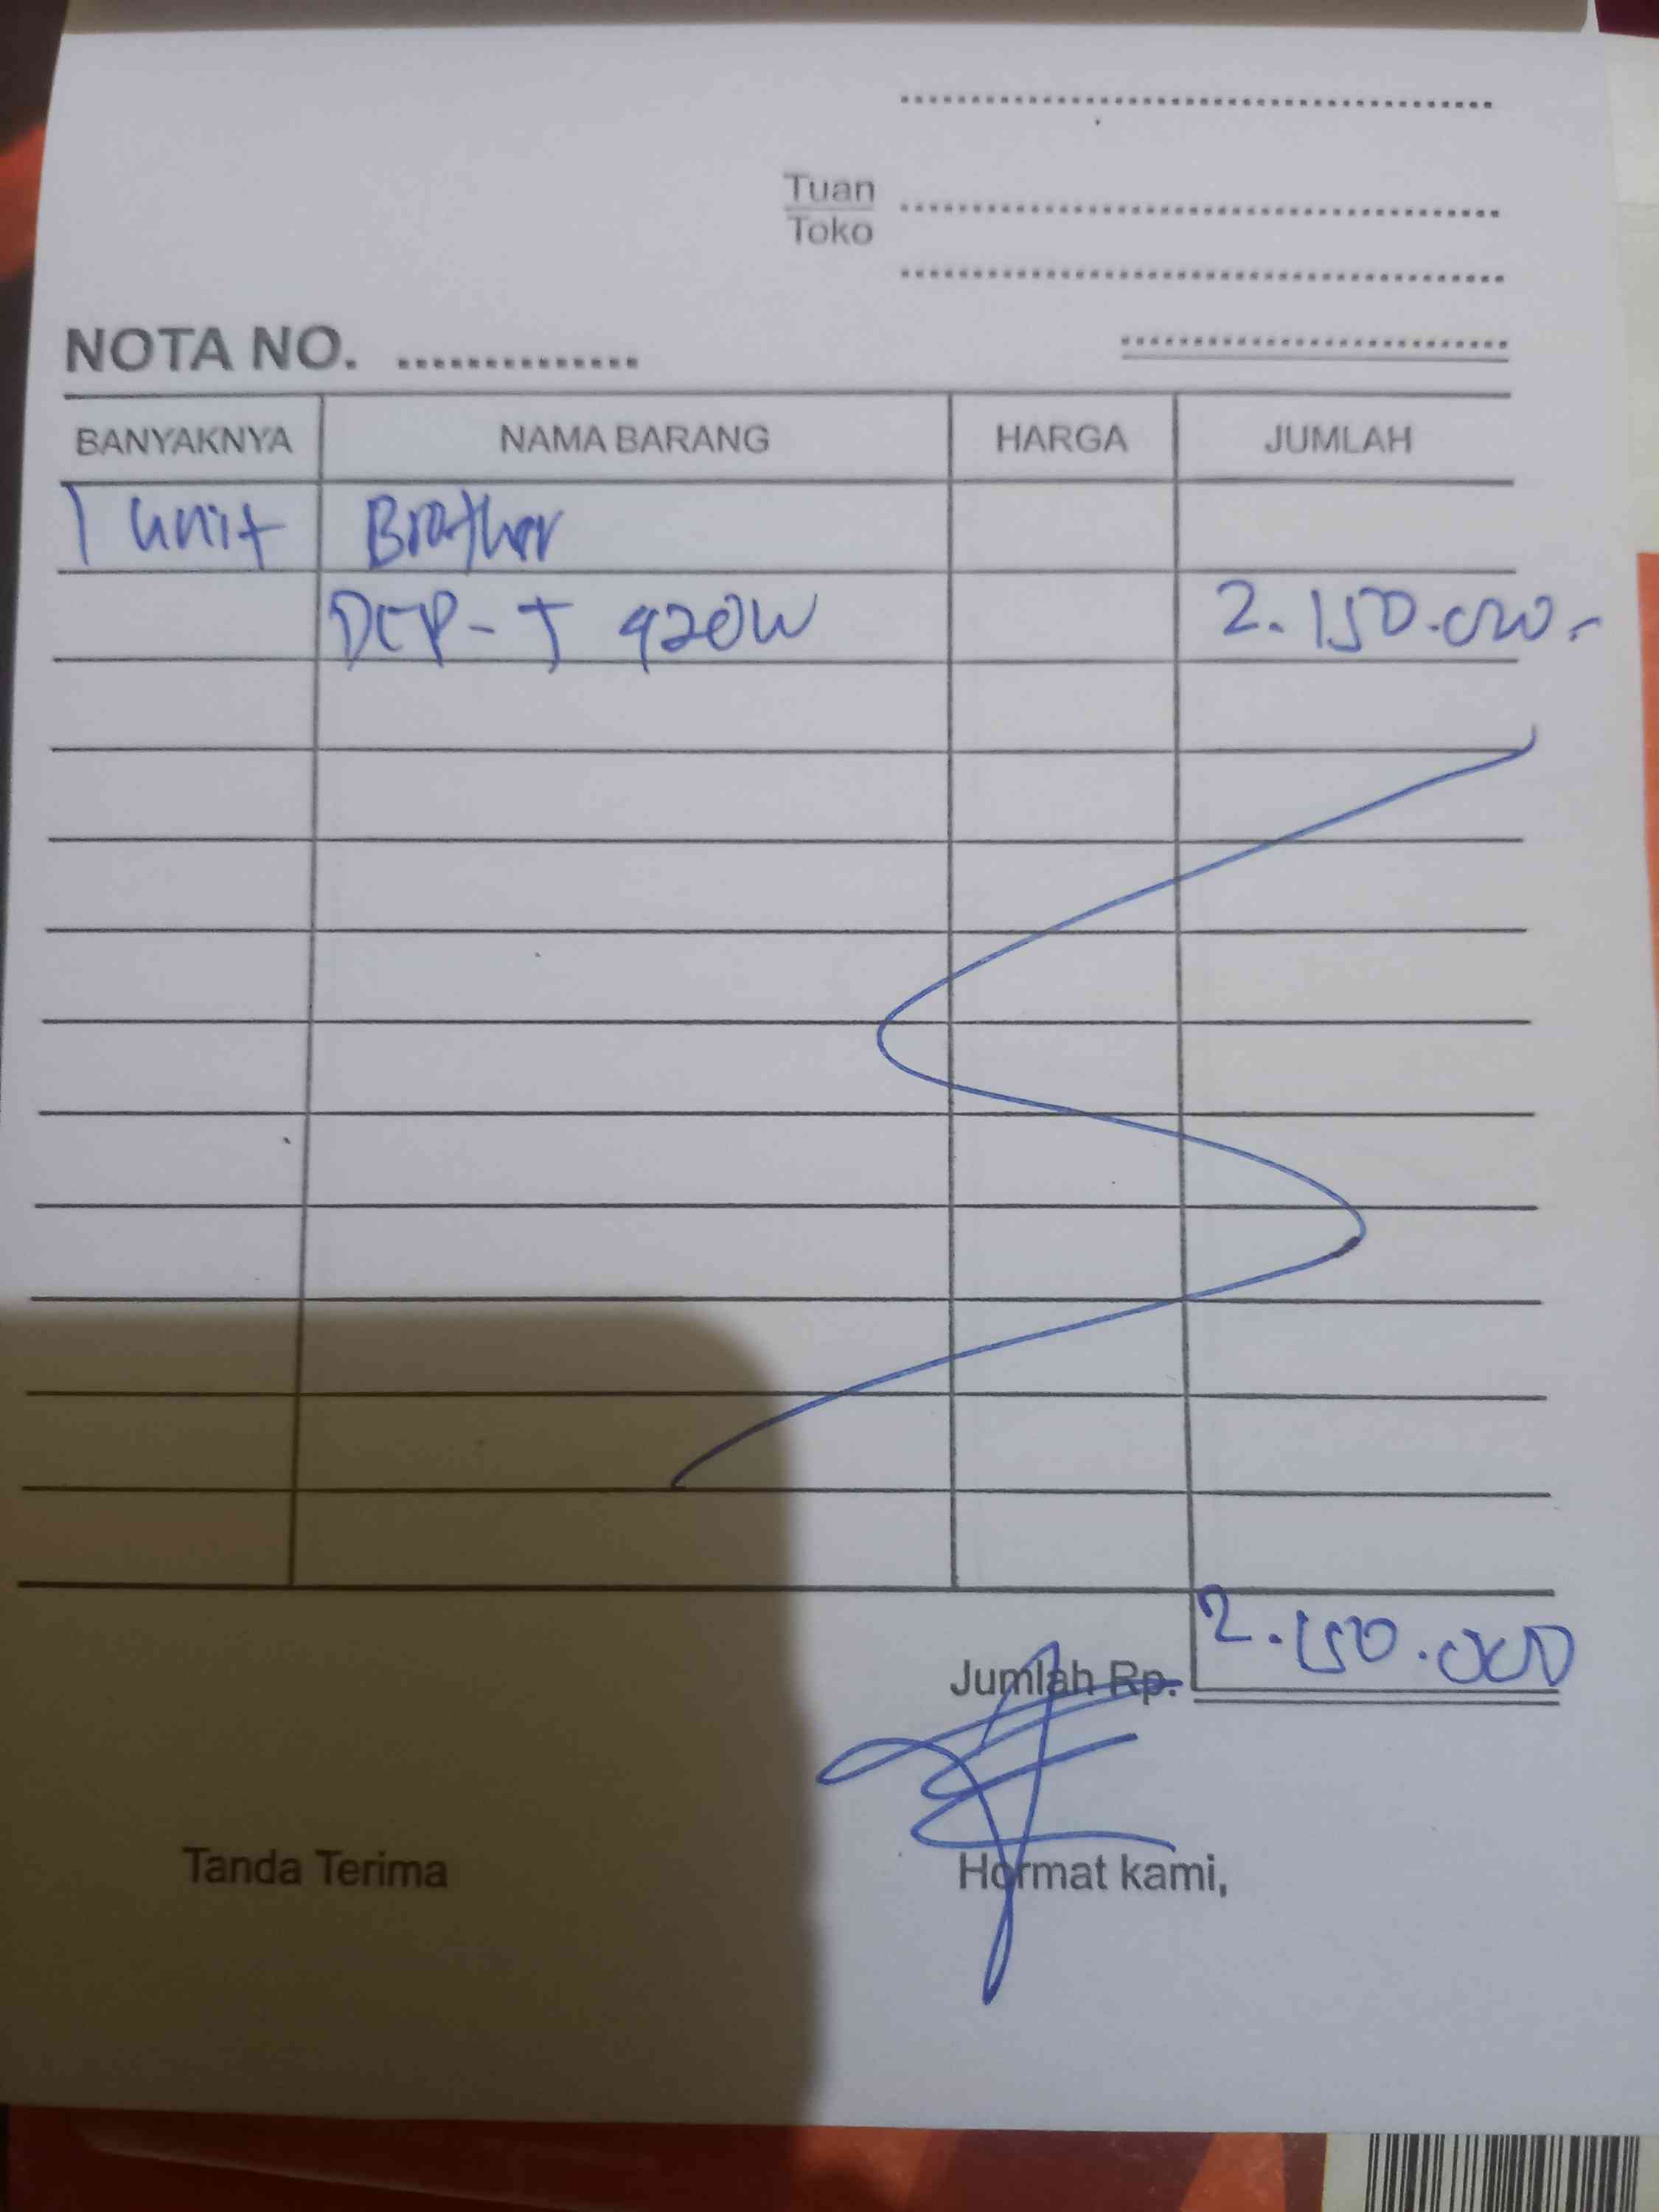 Tuan
Toko
NOTA NO. ..............
BANYAKNYA NAMA BARANG HARGA JUMLAH
1 unit Brother
DCP-T 420W 2.150.000,-
2.150.000
Jumlah Rp.
Tanda Terima Hormat kami,